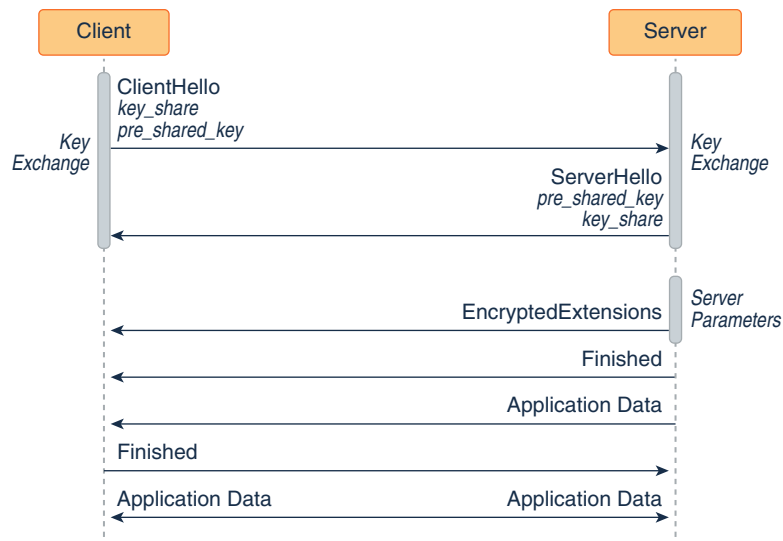 Client
Server
ClientHello
key_share
pre_shared_key
Key
Exchange
Key
Exchange
ServerHello
pre_shared_key
key_share
EncryptedExtensions
Server
Parameters
Finished
Application Data
Finished
Application Data
Application Data